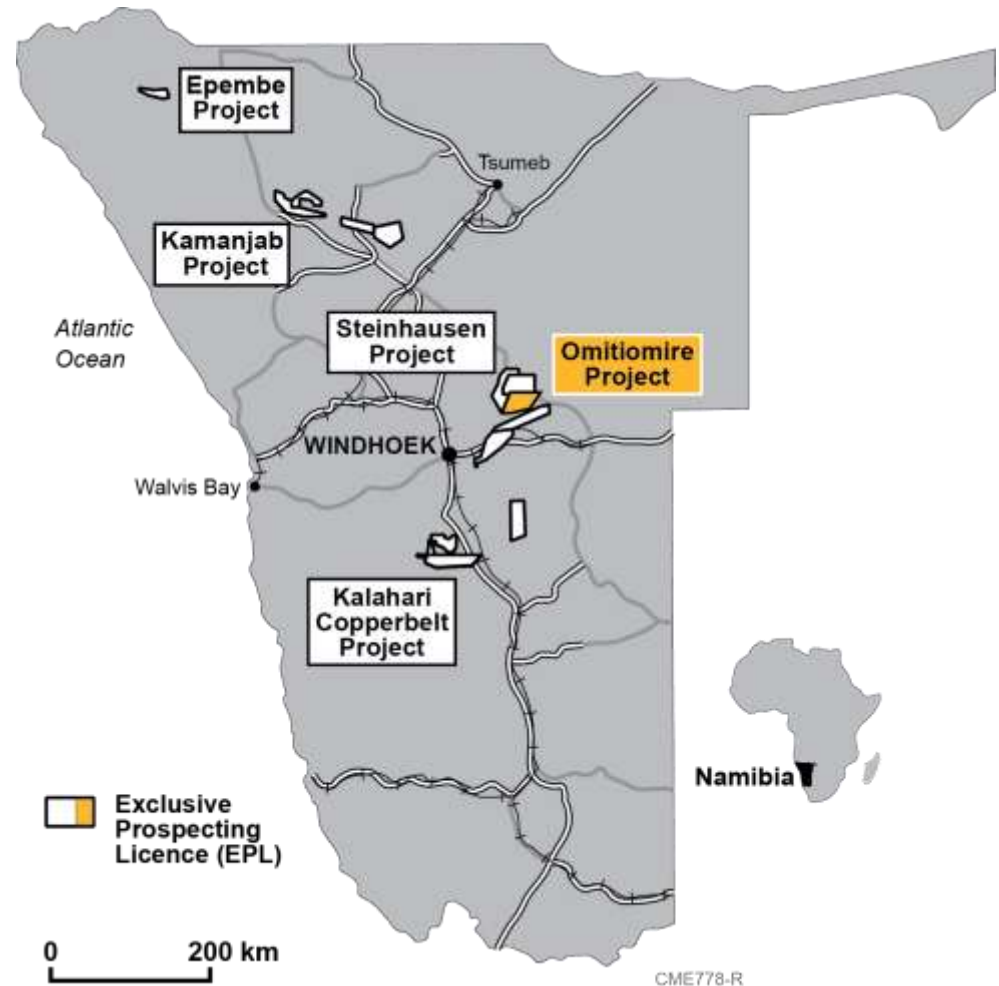 Epembe
Project
Tsumeb
Kamanjab
Project
Atlantic
Ocean
Steinhausen
Project
Omitiomire
Project
WINDHOEK
Walvis Bay
Kalahari
Copperbelt
Project
Namibia
Exclusive
Prospecting
Licence (EPL)
0 200 km
CME778-R